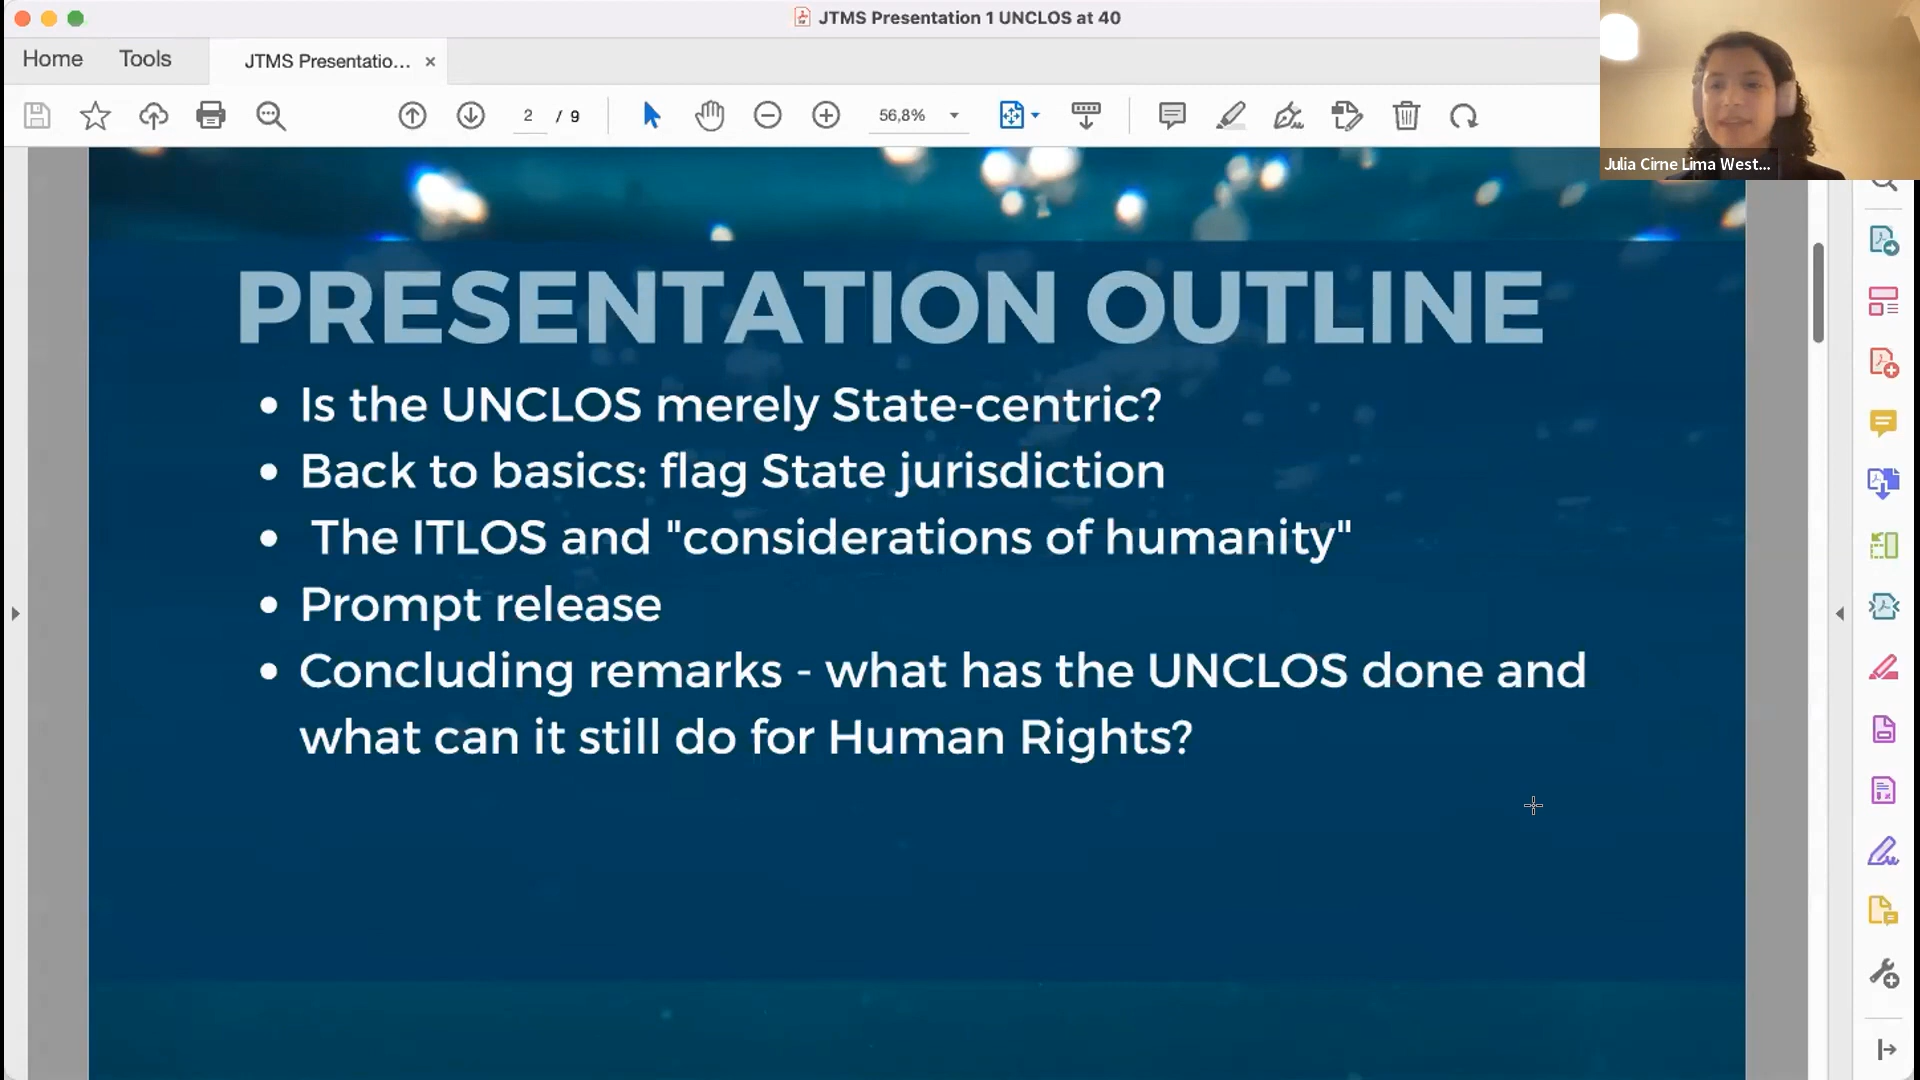 JTMS Presentation 1 UNCLOS at 40
Home Tools JTMS Presentatio... ×
2 / 9 56,8%
Julia Cirne Lima West...
PRESENTATION OUTLINE
• Is the UNCLOS merely State-centric?
• Back to basics: flag State jurisdiction
• The ITLOS and "considerations of humanity"
• Prompt release
• Concluding remarks - what has the UNCLOS done and
what can it still do for Human Rights?